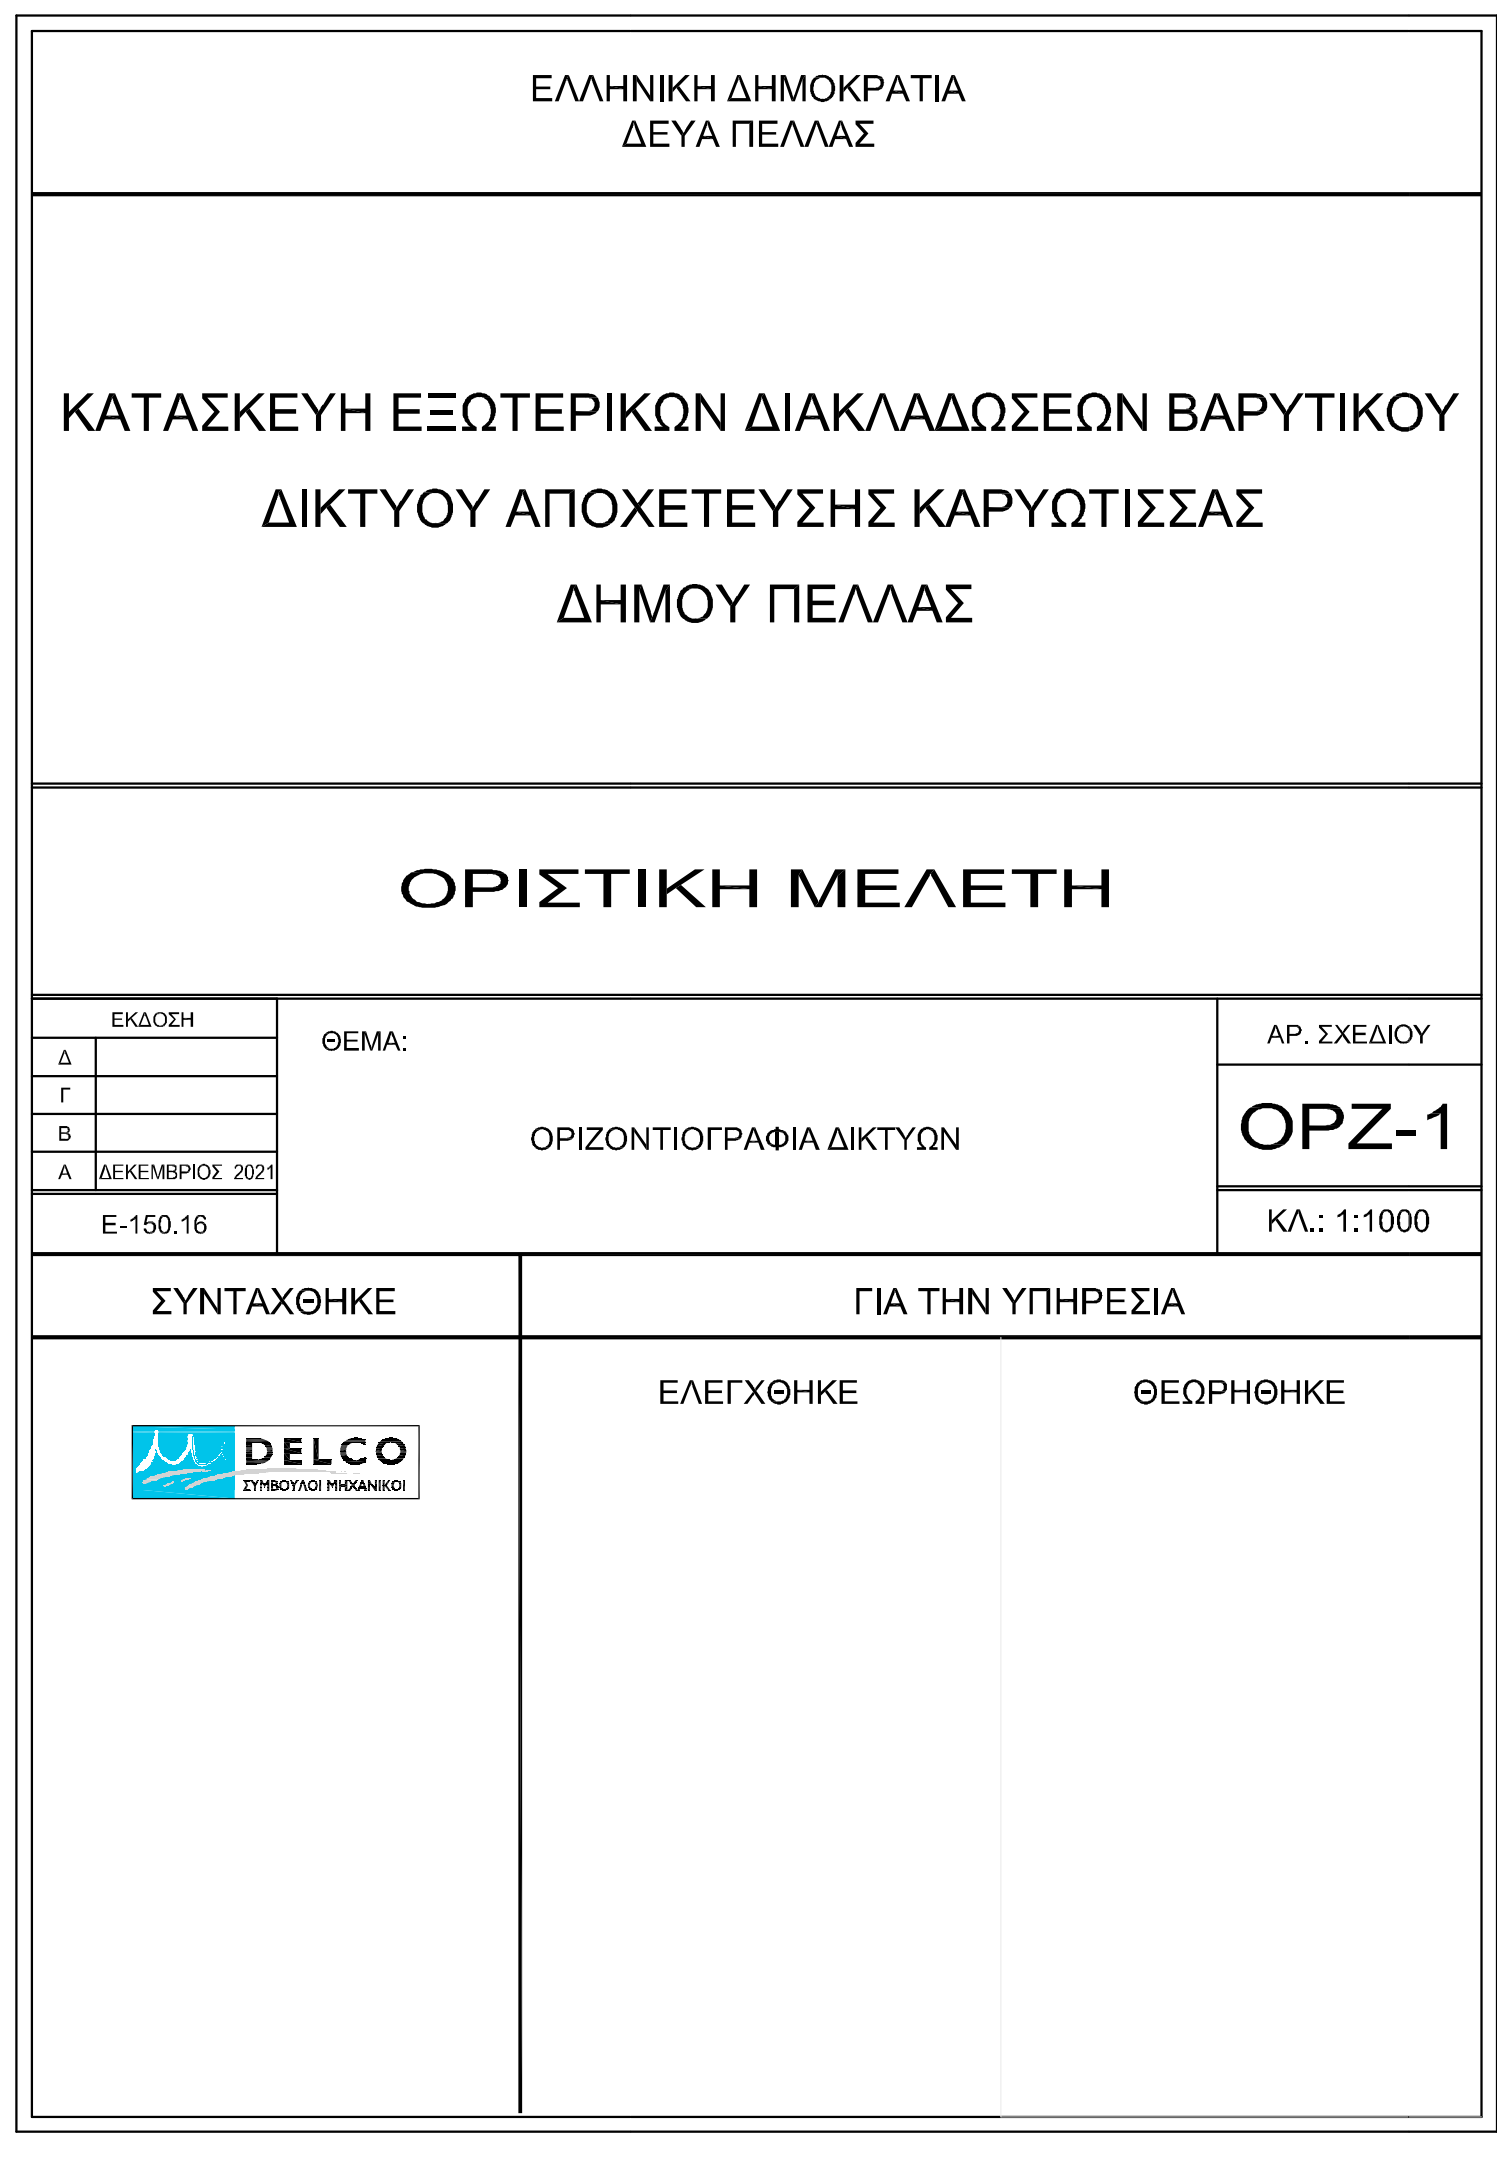 ΕΛΛΗΝΙΚΗ ΔΗΜΟΚΡΑΤΙΑ
ΔΕΥΑ ΠΕΛΛΑΣ
ΚΑΤΑΣΚΕΥΗ ΕΞΩΤΕΡΙΚΩΝ ΔΙΑΚΛΑΔΩΣΕΩΝ ΒΑΡΥΤΙΚΟΥ
ΔΙΚΤΥΟΥ ΑΠΟΧΕΤΕΥΣΗΣ ΚΑΡΥΩΤΙΣΣΑΣ
ΔΗΜΟΥ ΠΕΛΛΑΣ
ΟΡΙΣΤΙΚΗ ΜΕΛΕΤΗ
ΕΚΔΟΣΗ
Δ
Γ
Β
Α ΔΕΚΕΜΒΡΙΟΣ 2021
Ε-150.16
ΘΕΜΑ:
ΟΡΙΖΟΝΤΙΟΓΡΑΦΙΑ ΔΙΚΤΥΩΝ
ΑΡ. ΣΧΕΔΙΟΥ
ΟΡΖ-1
ΚΛ.: 1:1000
ΣΥΝΤΑΧΘΗΚΕ
ΓΙΑ ΤΗΝ ΥΠΗΡΕΣΙΑ
ΕΛΕΓΧΘΗΚΕ
ΘΕΩΡΗΘΗΚΕ
DELCO
ΣΥΜΒΟΥΛΟΙ ΜΗΧΑΝΙΚΟΙ